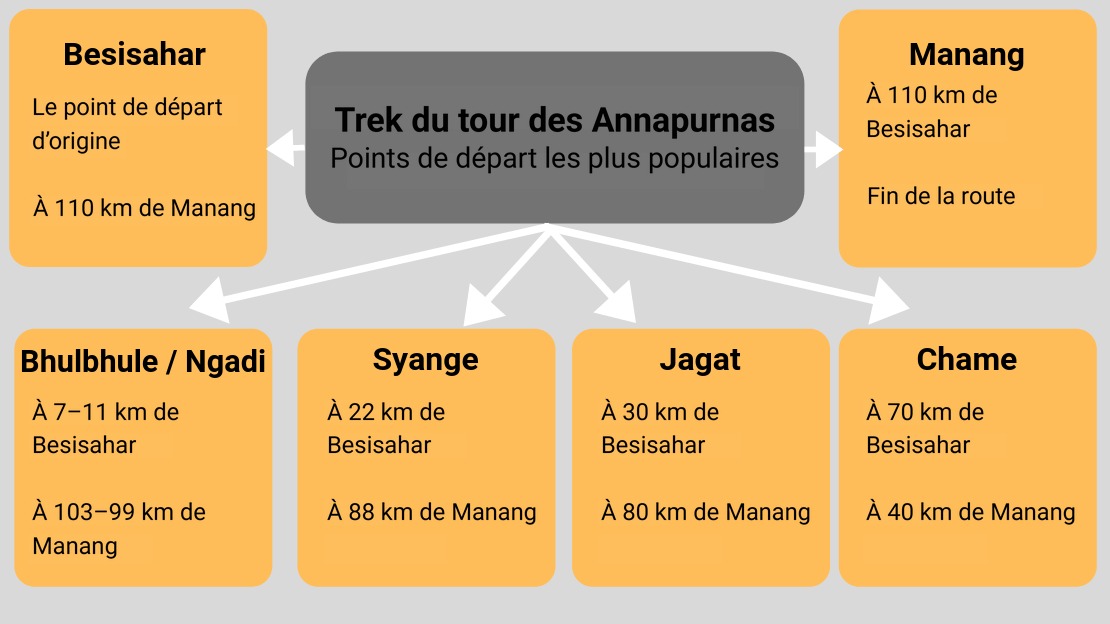 Besisahar
Le point de départ
d’origine
À 110 km de Manang
Trek du tour des Annapurnas
Points de départ les plus populaires
Manang
À 110 km de
Besisahar
Fin de la route
Bhulbhule / Ngadi
À 7–11 km de
Besisahar
À 103–99 km de
Manang
Syange
À 22 km de
Besisahar
À 88 km de Manang
Jagat
À 30 km de
Besisahar
À 80 km de Manang
Chame
À 70 km de
Besisahar
À 40 km de Manang